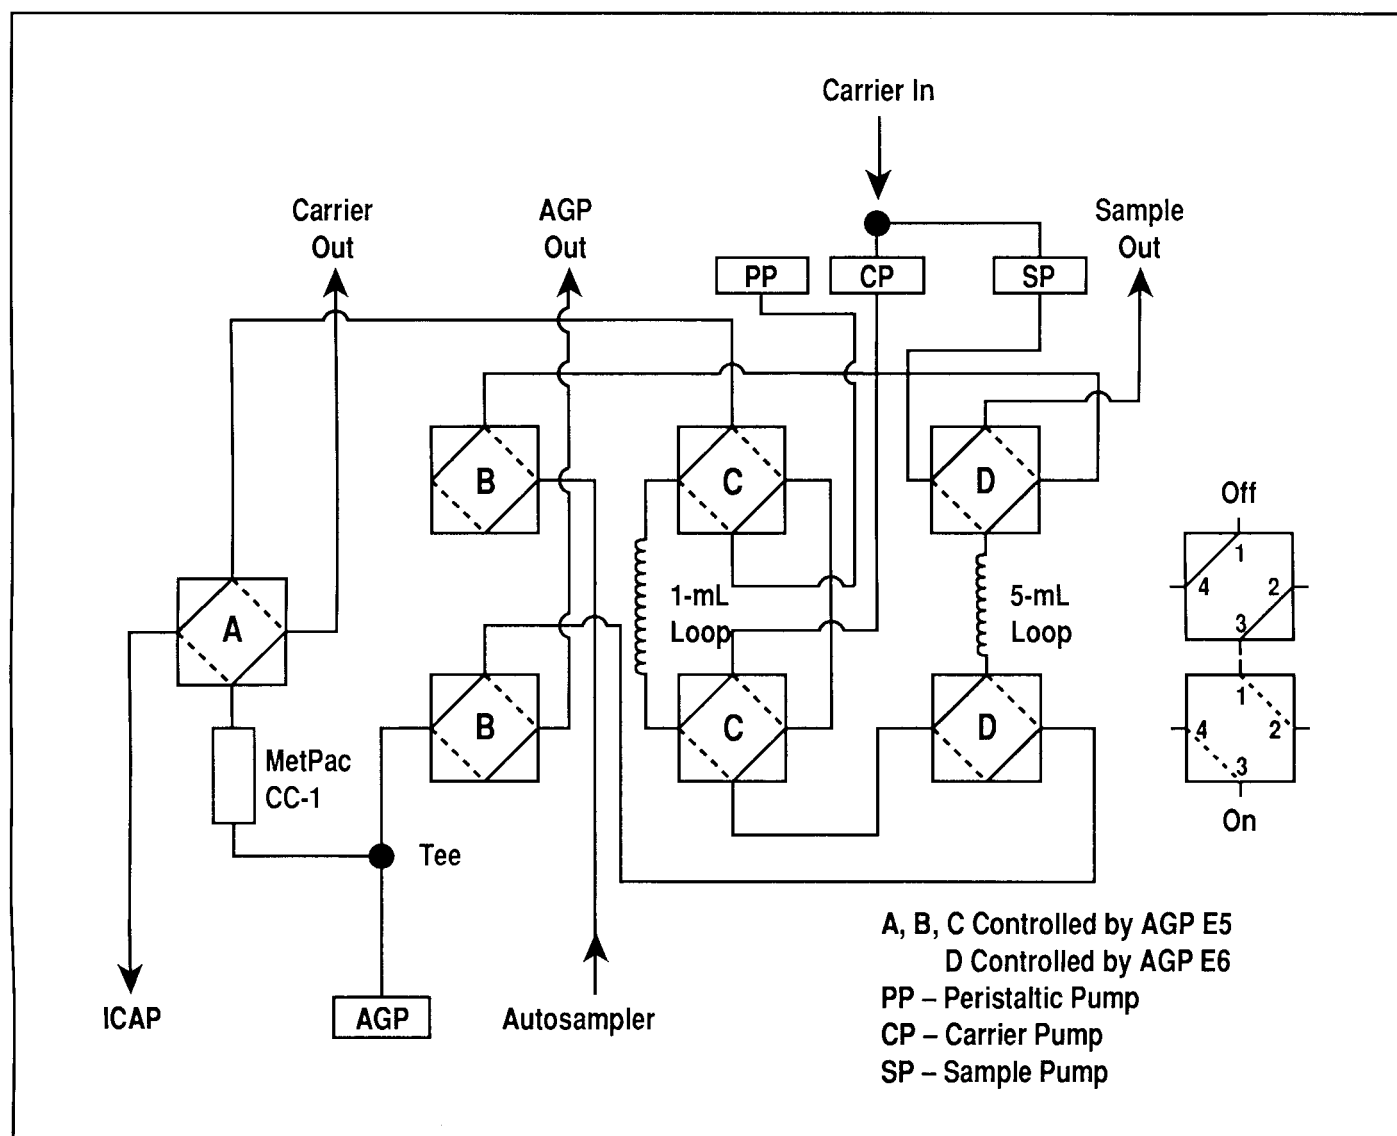 Carrier In
Carrier
Out
AGP
Out
Sample
Out
PP
CP
SP
B
C
D
Off
1
4
2
3
1-mL
Loop
5-mL
Loop
A
B
C
D
1
4
2
3
On
MetPac
CC-1
Tee
A, B, C Controlled by AGP E5
D Controlled by AGP E6
PP – Peristaltic Pump
CP – Carrier Pump
SP – Sample Pump
ICAP
AGP
Autosampler